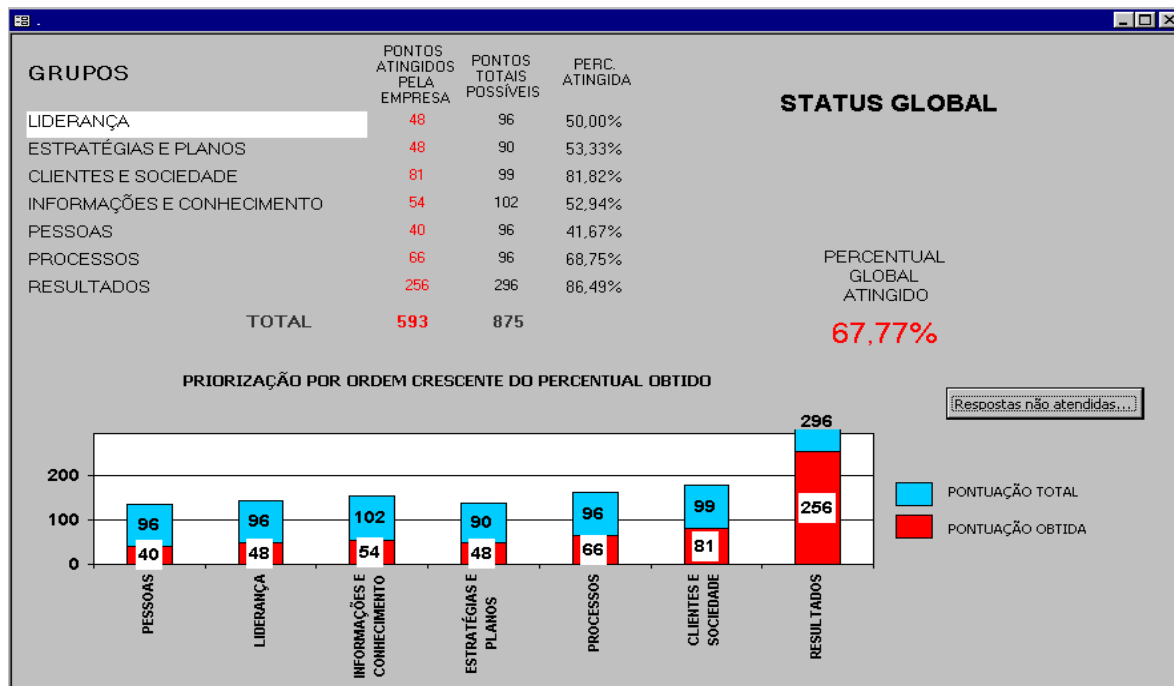 .
GRUPOS
PONTOS
ATINGIDOS
PELA
EMPRESA
PONTOS
TOTAIS
POSSÍVEIS
PERC.
ATINGIDA
STATUS GLOBAL
LIDERANÇA 48 96 50,00%
ESTRATÉGIAS E PLANOS 48 90 53,33%
CLIENTES E SOCIEDADE 81 99 81,82%
INFORMAÇÕES E CONHECIMENTO 54 102 52,94%
PESSOAS 40 96 41,67%
PROCESSOS 66 96 68,75%
RESULTADOS 256 296 86,49%
TOTAL 593 875
PERCENTUAL
GLOBAL
ATINGIDO
67,77%
PRIORIZAÇÃO POR ORDEM CRESCENTE DO PERCENTUAL OBTIDO
Respostas não atendidas...
200
100
0
96
40
96
48
102
54
90
48
96
66
99
81
296
256
PESSOAS
LIDERANÇA
INFORMAÇÕES E
CONHECIMENTO
ESTRATÉGIAS E
PLANOS
PROCESSOS
CLIENTES E
SOCIEDADE
RESULTADOS
PONTUAÇÃO TOTAL
PONTUAÇÃO OBTIDA